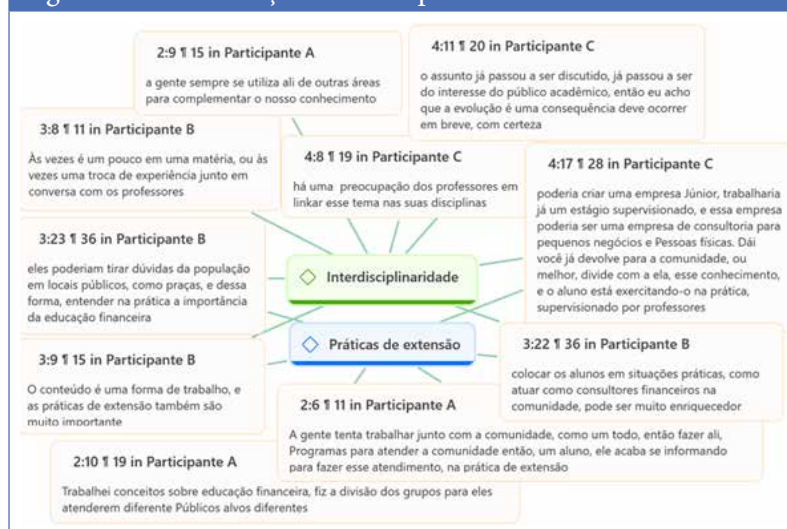 2:9 ¶ 15 in Participante A
a gente sempre se utiliza ali de outras áreas
para complementar o nosso conhecimento
4:11 ¶ 20 in Participante C
o assunto já passou a ser discutido, já passou a ser
do interesse do público acadêmico, então eu acho
que a evolução é uma consequência deve ocorrer
em breve, com certeza
3:8 ¶ 11 in Participante B
Às vezes é um pouco em uma matéria, ou às
vezes uma troca de experiência junto em
conversa com os professores
4:8 ¶ 19 in Participante C
há uma preocupação dos professores em
linkar esse tema nas suas disciplinas
4:17 ¶ 28 in Participante C
poderia criar uma empresa Júnior, trabalharia
já um estágio supervisionado, e essa empresa
poderia ser uma empresa de consultoria para
pequenos negócios e Pessoas físicas. Dái
você já devolve para a comunidade, ou
melhor, divide com a ela, esse conhecimento,
e o aluno está exercitando-o na prática,
supervisionado por professores
3:23 ¶ 36 in Participante B
eles poderiam tirar dúvidas da população
em locais públicos, como praças, e dessa
forma, entender na prática a importância
da educação financeira
Interdisciplinaridade
Práticas de extensão
3:9 ¶ 15 in Participante B
O conteúdo é uma forma de trabalho, e
as práticas de extensão também são
muito importante
3:22 ¶ 36 in Participante B
colocar os alunos em situações práticas, como
atuar como consultores financeiros na
comunidade, pode ser muito enriquecedor
2:6 ¶ 11 in Participante A
A gente tenta trabalhar junto com a comunidade, como um todo, então fazer ali,
Programas para atender a comunidade então, um aluno, ele acaba se informando
para fazer esse atendimento, na prática de extensão
2:10 ¶ 19 in Participante A
Trabalhei conceitos sobre educação financeira, fiz a divisão dos grupos para eles
atenderem diferente Públicos alvos diferentes